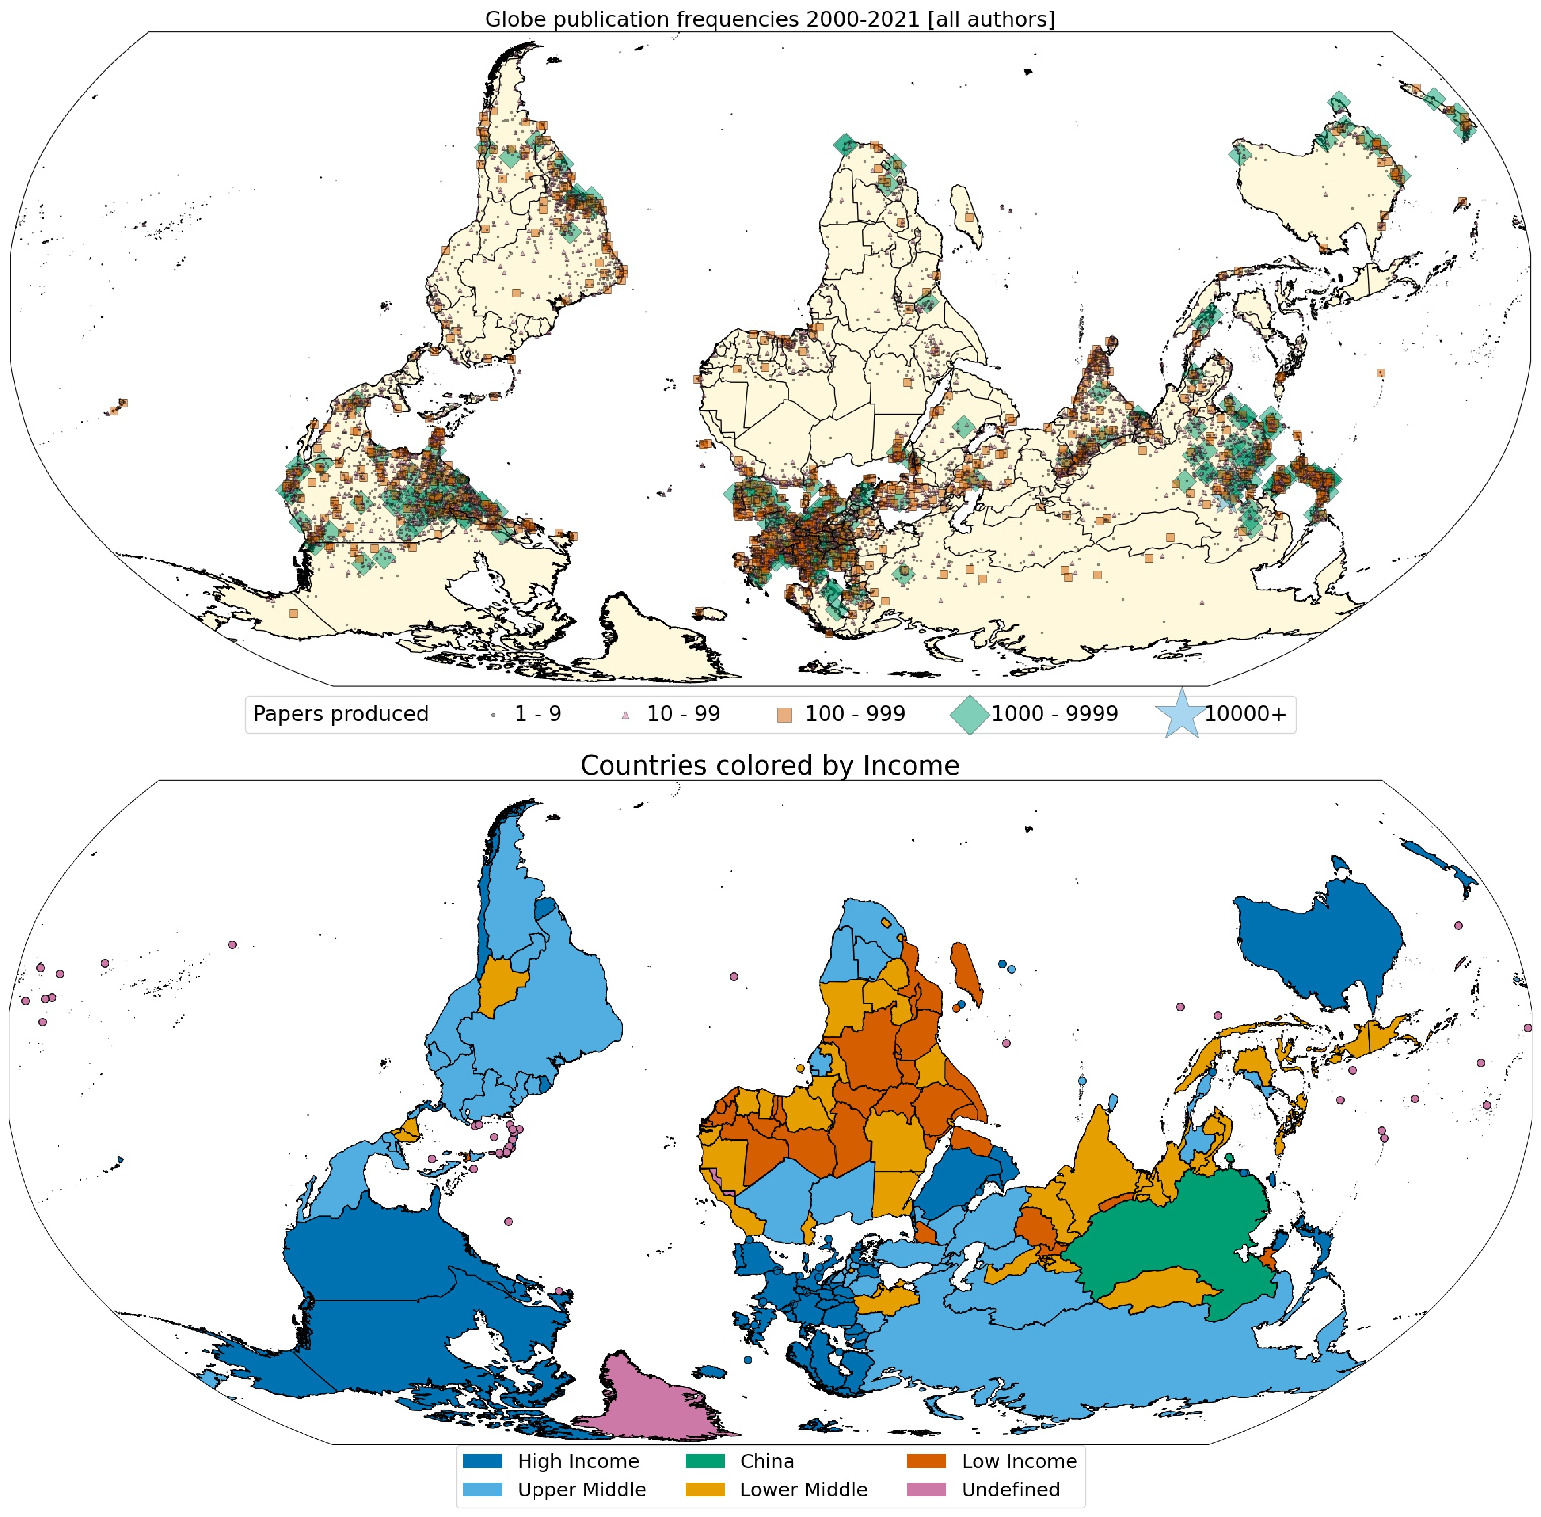 Globe publication frequencies 2000-2021 [all authors]
Papers produced 1 - 9 10 - 99 100 - 999 1000 - 9999 10000+
Countries colored by Income
High Income China Low Income
Upper Middle Lower Middle Undefined